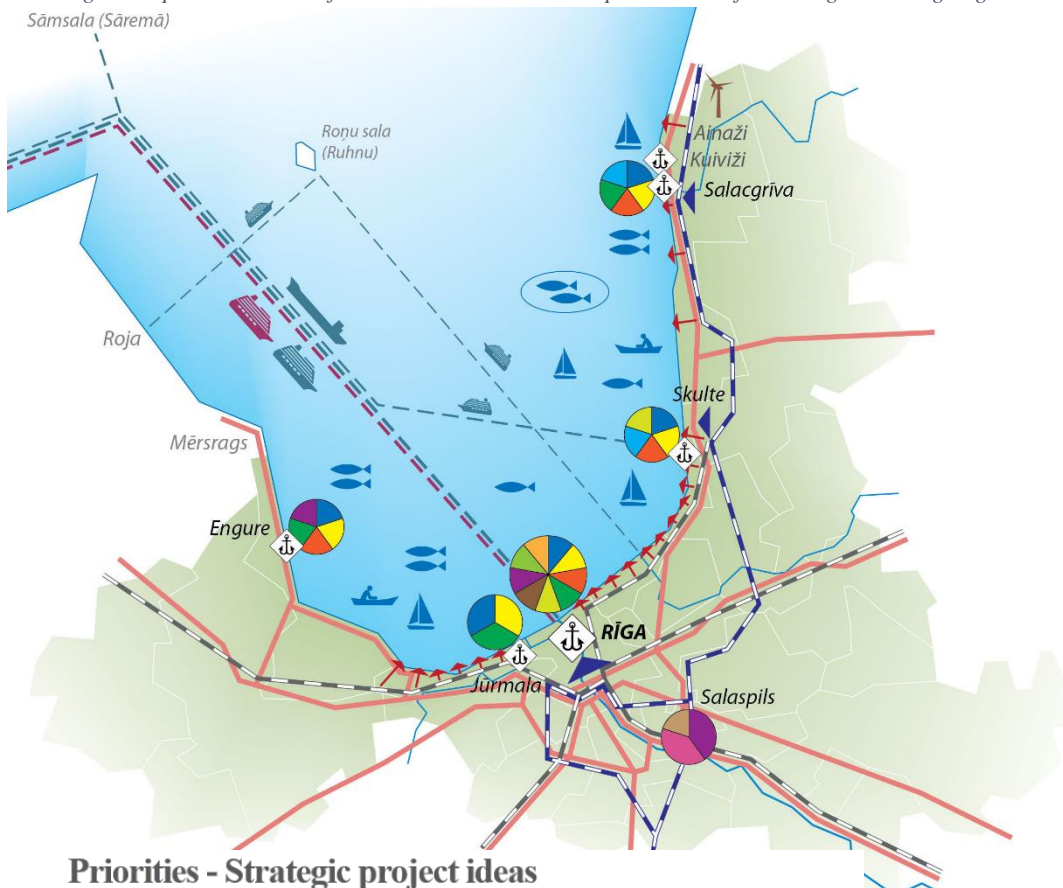 Sāmsala (Sāremā)
Roņu sala
(Ruhnu)
Ainaži
Kuiviži
Salacgrīva
Roja
Skulte
Mērsrags
Engure
RĪGA
Jūrmala
Salaspils
Priorities - Strategic project ideas